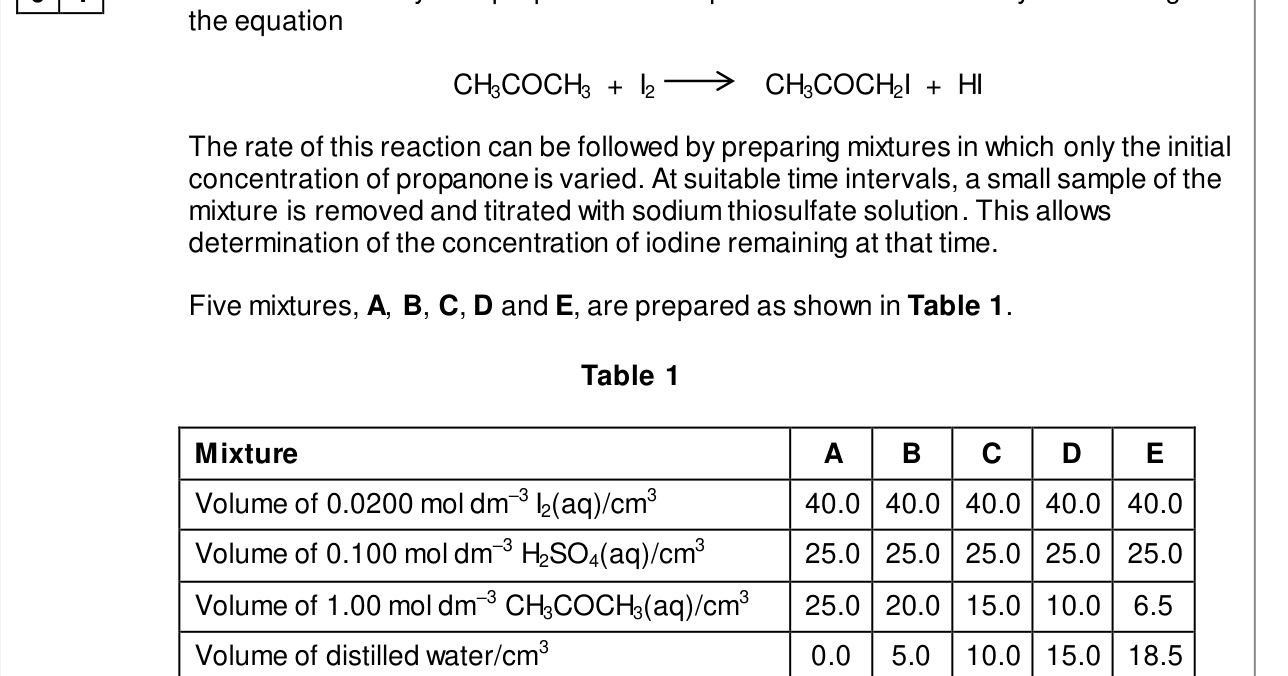 the equation
CH₃COCH₃ + I₂ ⟶ CH₃COCH₂I + HI
The rate of this reaction can be followed by preparing mixtures in which only the initial
concentration of propanone is varied. At suitable time intervals, a small sample of the
mixture is removed and titrated with sodium thiosulfate solution. This allows
determination of the concentration of iodine remaining at that time.
Five mixtures, A, B, C, D and E, are prepared as shown in Table 1.
Table 1
Mixture A B C D E
Volume of 0.0200 mol dm⁻³ I₂(aq)/cm³ 40.0 40.0 40.0 40.0 40.0
Volume of 0.100 mol dm⁻³ H₂SO₄(aq)/cm³ 25.0 25.0 25.0 25.0 25.0
Volume of 1.00 mol dm⁻³ CH₃COCH₃(aq)/cm³ 25.0 20.0 15.0 10.0 6.5
Volume of distilled water/cm³ 0.0 5.0 10.0 15.0 18.5